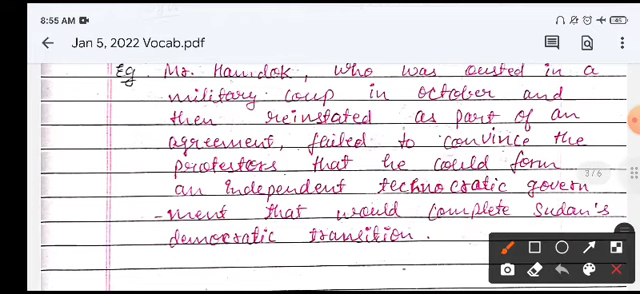 8:55 AM
45
Jan 5, 2022 Vocab.pdf
Eg. Mr. Hamdok, who was ousted in a
military coup in october and
then reinstated as part of an
agreement, failed to convince the
protestors that he could form
3/6
an independent technocratic govern
-ment that would complete Sudan's
democratic transition.